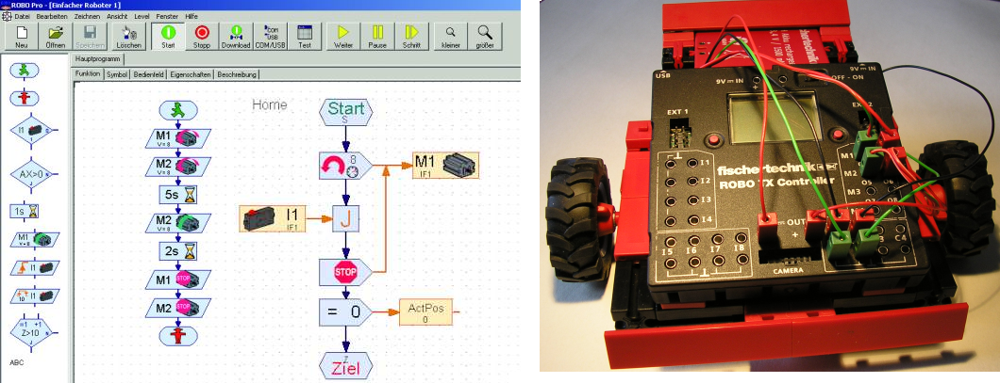 ROBO Pro - [Einfacher Roboter 1]
Datei Bearbeiten Zeichnen Ansicht Level Fenster Hilfe
Neu Öffnen Speichern Löschen Start Stopp Download COM/USB Test Weiter Pause Schritt kleiner größer
COM
USB
Hauptprogramm
Funktion Symbol Bedienfeld Eigenschaften Beschreibung
I1
AX>0
1s
M1
V=8
I1
10 I1
=1 +1
Z>10
ABC
M1
V=8
M2
V=8
5s
M2
V=8
2s
M1 STOP
M2 STOP
Home
Start
S
8
M1
IF1
I1
IF1
J
STOP
= 0
ActPos
0
Z
Ziel
USB
9V IN
OFF - ON
9V IN
EXT 1
EXT 2
I1
I2
I3
I4
fischertechnik
ROBO TX Controller
M1
M2
M3
O5
O8
OUT
+
I5 I6 I7 I8
C4
CAMERA